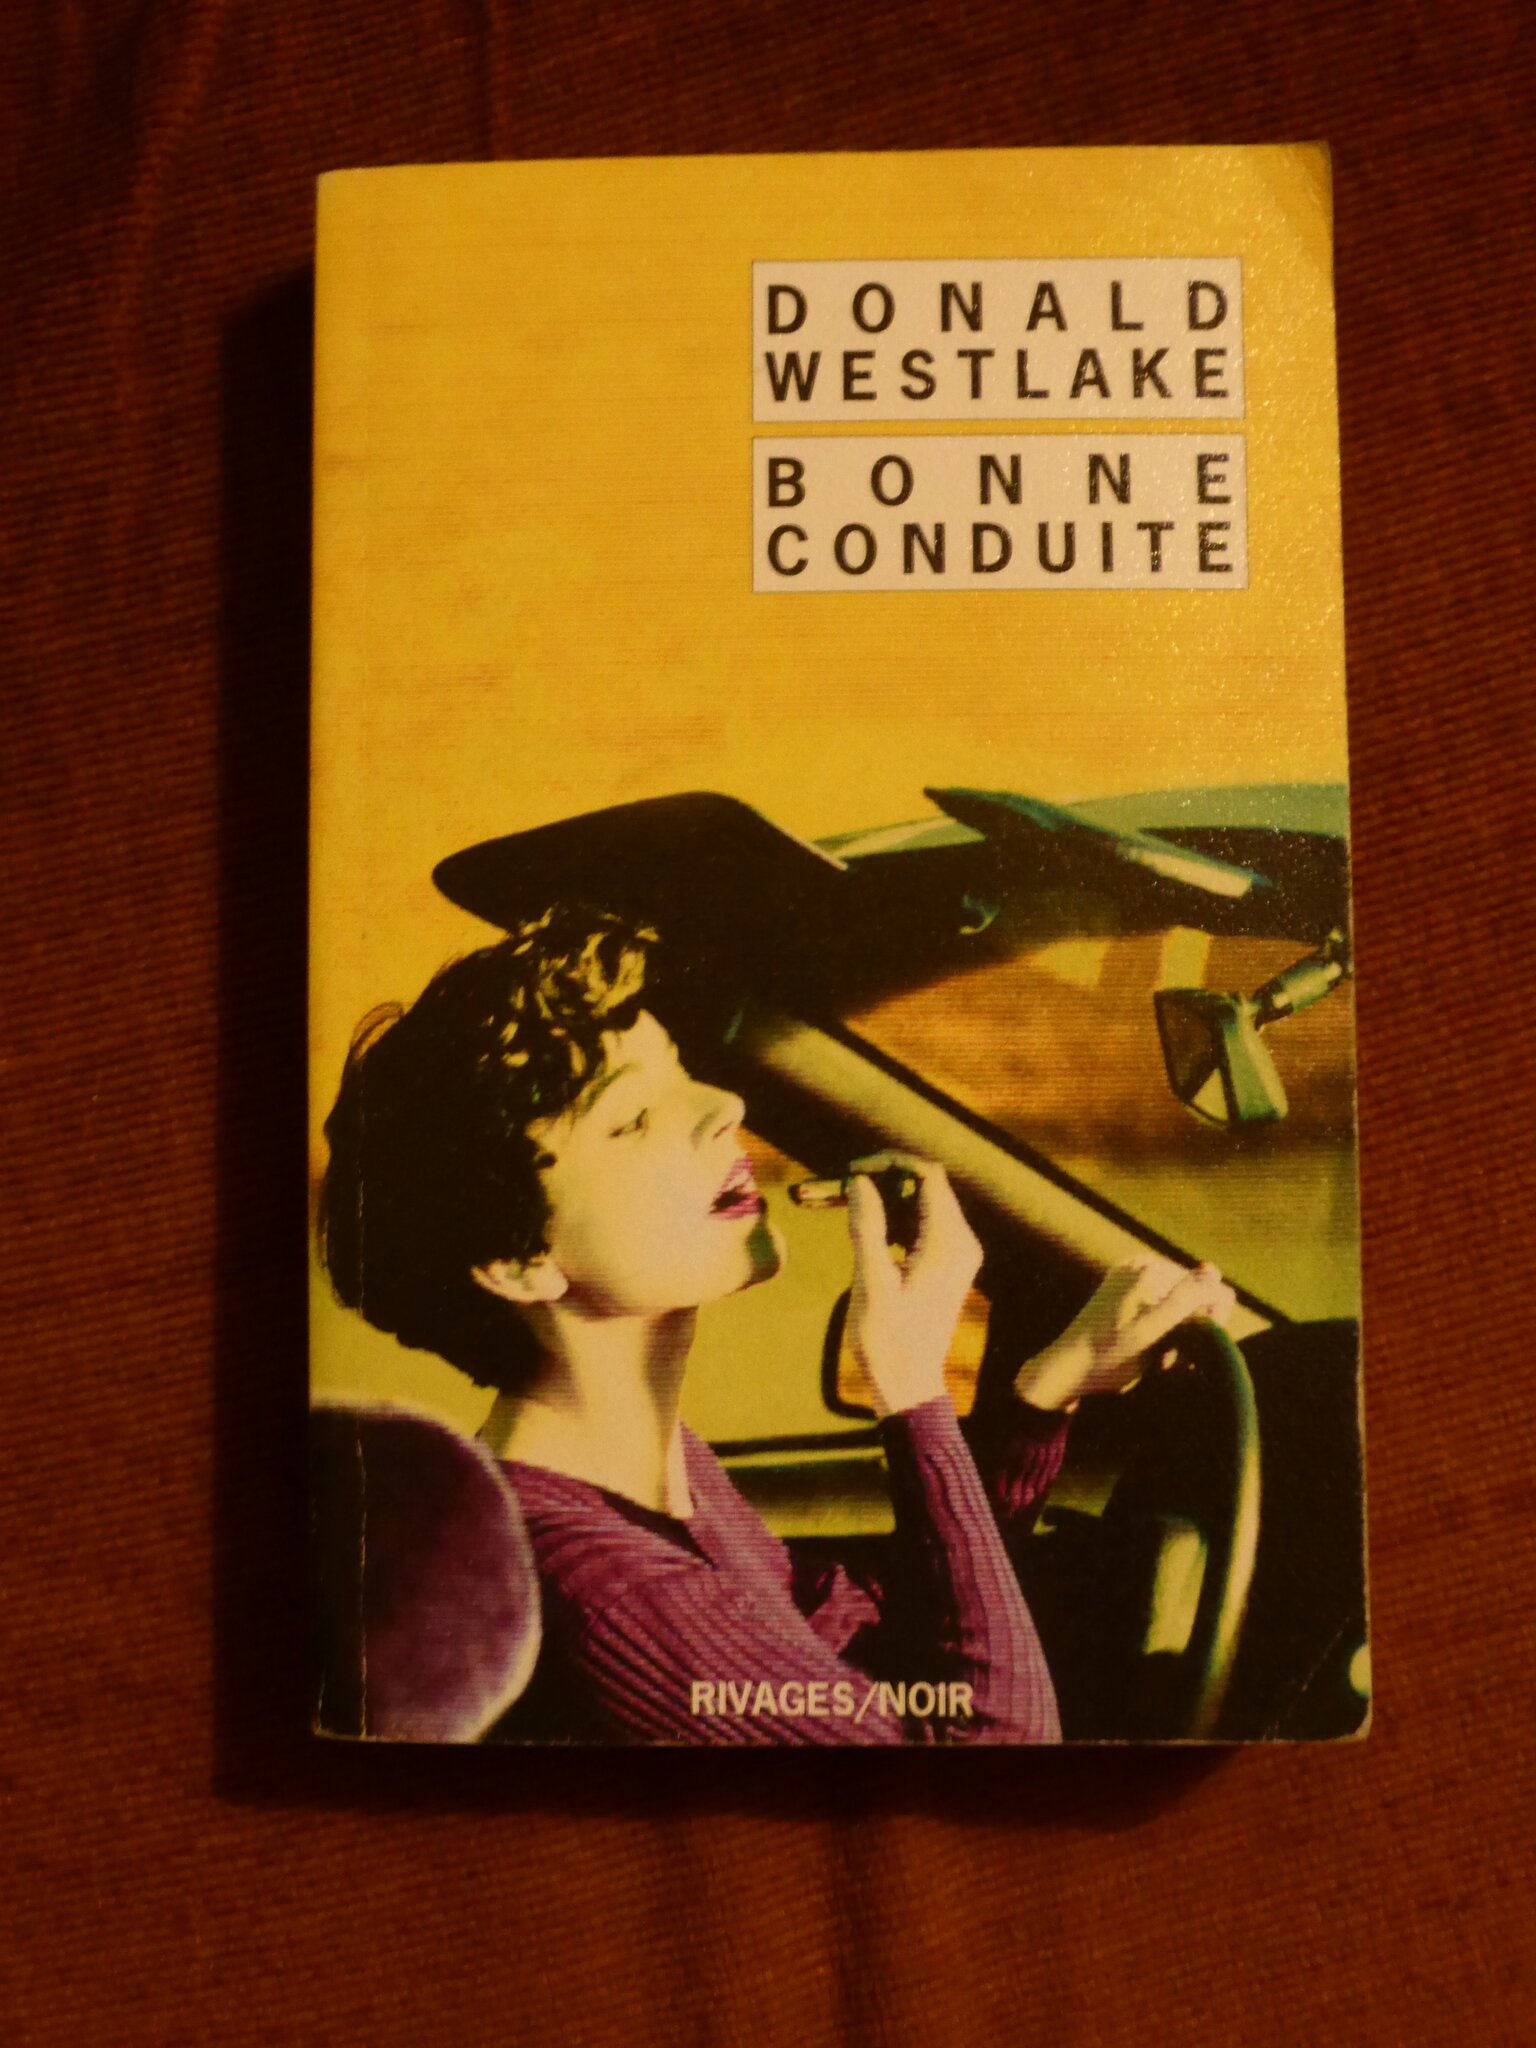 DONALD
WESTLAKE
BONNE
CONDUITE
RIVAGES/NOIR